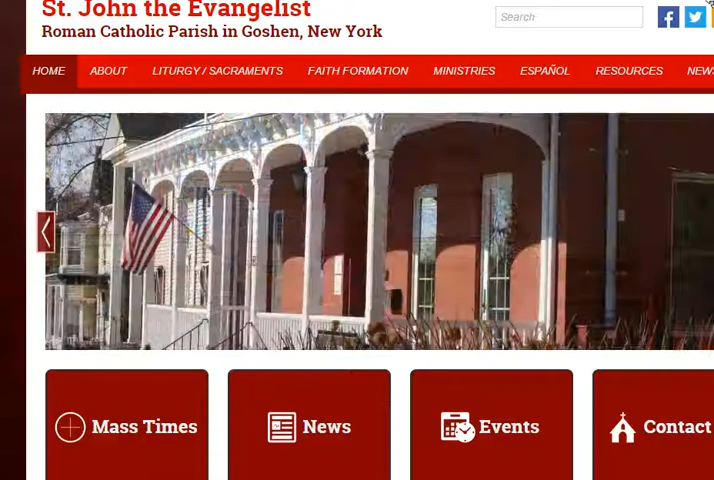 St. John the Evangelist
Roman Catholic Parish in Goshen, New York
Search
HOME ABOUT LITURGY / SACRAMENTS FAITH FORMATION MINISTRIES ESPAÑOL RESOURCES NEWS
Mass Times News Events Contact